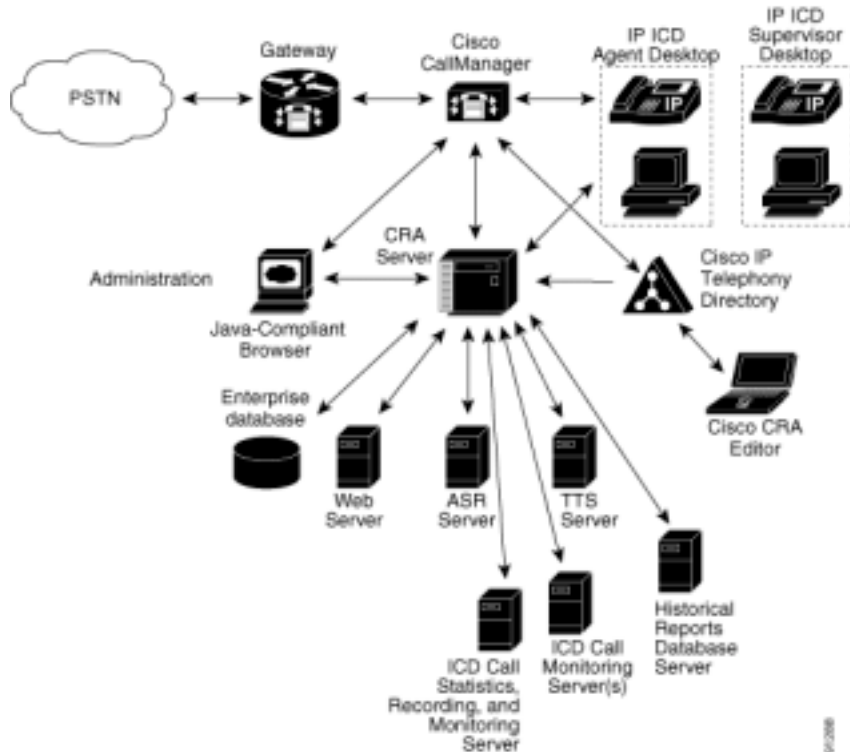 IP ICD
Supervisor
Desktop
IP ICD
Agent Desktop
Cisco
CallManager
Gateway
PSTN
IP
IP
CRA
Server
Administration
Java-Compliant
Browser
Cisco IP
Telephony
Directory
Enterprise
database
Cisco CRA
Editor
Web
Server
ASR
Server
TTS
Server
Historical
Reports
Database
Server
ICD Call
Monitoring
Server(s)
ICD Call
Statistics,
Recording, and
Monitoring
Server